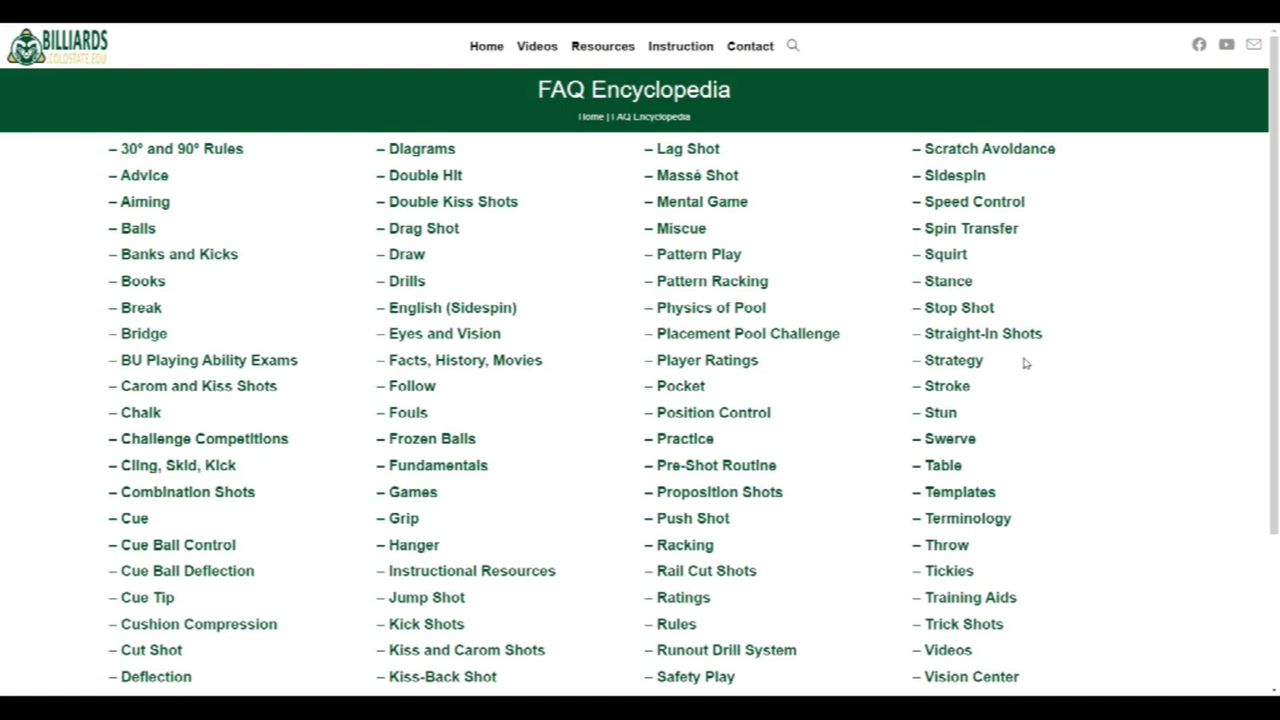 BILLIARDS
.COLOSTATE.EDU
Home Videos Resources Instruction Contact
FAQ Encyclopedia
Home | FAQ Encyclopedia
– 30º and 90º Rules
– Advice
– Aiming
– Balls
– Banks and Kicks
– Books
– Break
– Bridge
– BU Playing Ability Exams
– Carom and Kiss Shots
– Chalk
– Challenge Competitions
– Cling, Skid, Kick
– Combination Shots
– Cue
– Cue Ball Control
– Cue Ball Deflection
– Cue Tip
– Cushion Compression
– Cut Shot
– Deflection
– Diagrams
– Double Hit
– Double Kiss Shots
– Drag Shot
– Draw
– Drills
– English (Sidespin)
– Eyes and Vision
– Facts, History, Movies
– Follow
– Fouls
– Frozen Balls
– Fundamentals
– Games
– Grip
– Hanger
– Instructional Resources
– Jump Shot
– Kick Shots
– Kiss and Carom Shots
– Kiss-Back Shot
– Lag Shot
– Massé Shot
– Mental Game
– Miscue
– Pattern Play
– Pattern Racking
– Physics of Pool
– Placement Pool Challenge
– Player Ratings
– Pocket
– Position Control
– Practice
– Pre-Shot Routine
– Proposition Shots
– Push Shot
– Racking
– Rail Cut Shots
– Ratings
– Rules
– Runout Drill System
– Safety Play
– Scratch Avoidance
– Sidespin
– Speed Control
– Spin Transfer
– Squirt
– Stance
– Stop Shot
– Straight-In Shots
– Strategy
– Stroke
– Stun
– Swerve
– Table
– Templates
– Terminology
– Throw
– Tickies
– Training Aids
– Trick Shots
– Videos
– Vision Center